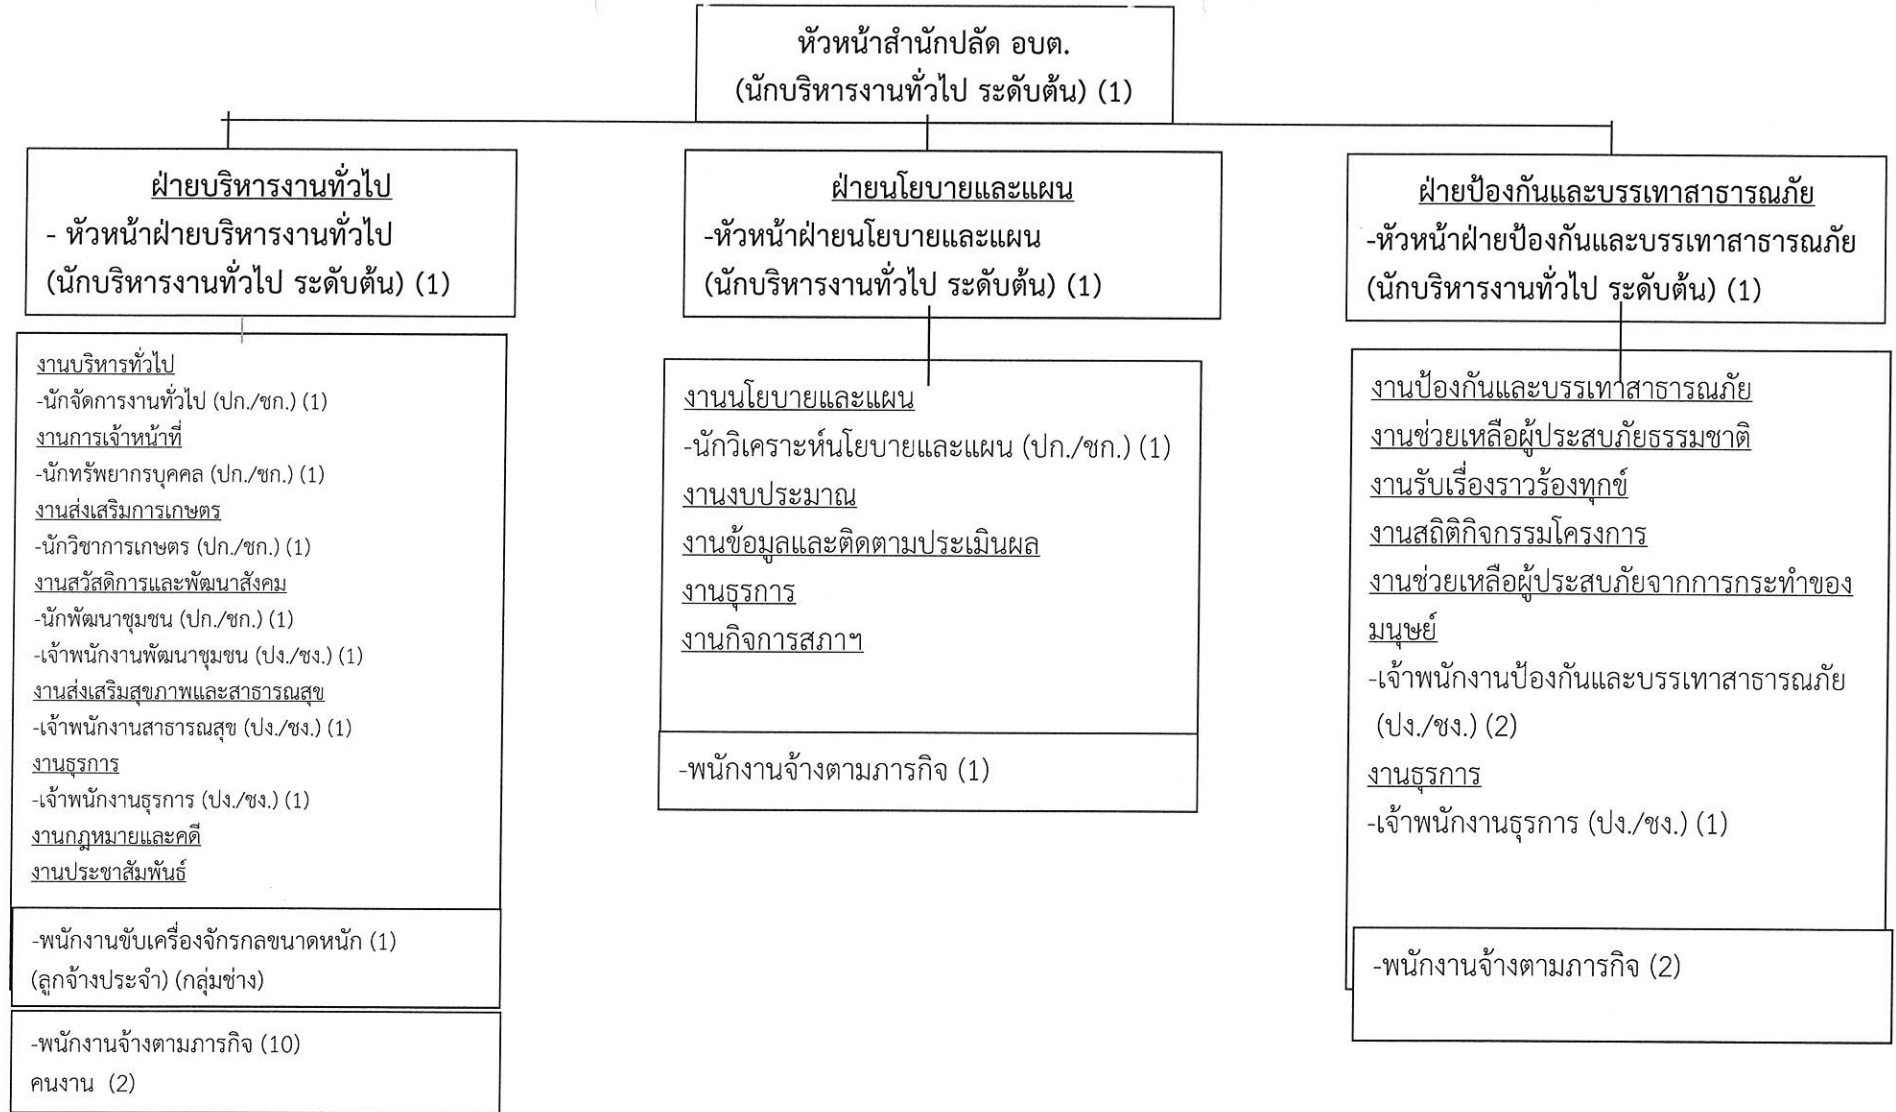 หัวหน้าสำนักปลัด อบต.
(นักบริหารงานทั่วไป ระดับต้น) (1)
ฝ่ายบริหารงานทั่วไป
- หัวหน้าฝ่ายบริหารงานทั่วไป
(นักบริหารงานทั่วไป ระดับต้น) (1)
งานบริหารทั่วไป
-นักจัดการงานทั่วไป (ปก./ชก.) (1)
งานการเจ้าหน้าที่
-นักทรัพยากรบุคคล (ปก./ชก.) (1)
งานส่งเสริมการเกษตร
-นักวิชาการเกษตร (ปก./ชก.) (1)
งานสวัสดิการและพัฒนาสังคม
-นักพัฒนาชุมชน (ปก./ชก.) (1)
-เจ้าพนักงานพัฒนาชุมชน (ปง./ชง.) (1)
งานส่งเสริมสุขภาพและสาธารณสุข
-เจ้าพนักงานสาธารณสุข (ปง./ชง.) (1)
งานธุรการ
-เจ้าพนักงานธุรการ (ปง./ชง.) (1)
งานกฎหมายและคดี
งานประชาสัมพันธ์
-พนักงานขับเครื่องจักรกลขนาดหนัก (1)
(ลูกจ้างประจำ) (กลุ่มช่าง)
-พนักงานจ้างตามภารกิจ (10)
คนงาน (2)
ฝ่ายนโยบายและแผน
-หัวหน้าฝ่ายนโยบายและแผน
(นักบริหารงานทั่วไป ระดับต้น) (1)
งานนโยบายและแผน
-นักวิเคราะห์นโยบายและแผน (ปก./ชก.) (1)
งานงบประมาณ
งานข้อมูลและติดตามประเมินผล
งานธุรการ
งานกิจการสภาฯ
-พนักงานจ้างตามภารกิจ (1)
ฝ่ายป้องกันและบรรเทาสาธารณภัย
-หัวหน้าฝ่ายป้องกันและบรรเทาสาธารณภัย
(นักบริหารงานทั่วไป ระดับต้น) (1)
งานป้องกันและบรรเทาสาธารณภัย
งานช่วยเหลือผู้ประสบภัยธรรมชาติ
งานรับเรื่องราวร้องทุกข์
งานสถิติกิจกรรมโครงการ
งานช่วยเหลือผู้ประสบภัยจากการกระทำของ
มนุษย์
-เจ้าพนักงานป้องกันและบรรเทาสาธารณภัย
(ปง./ชง.) (2)
งานธุรการ
-เจ้าพนักงานธุรการ (ปง./ชง.) (1)
-พนักงานจ้างตามภารกิจ (2)